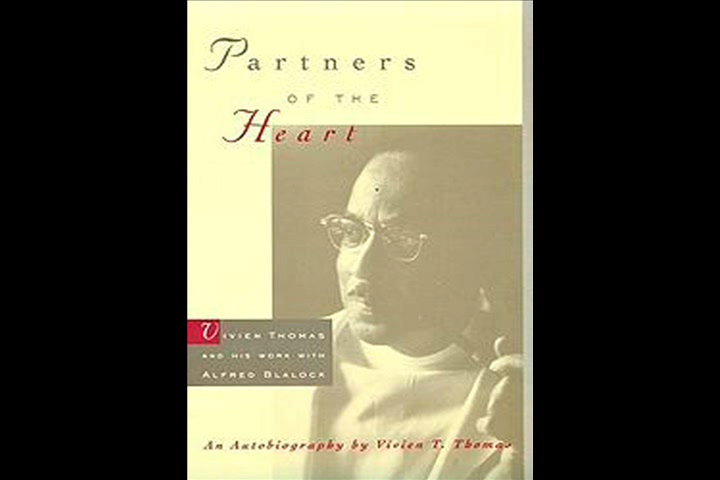 Partners
OF THE
Heart
VIVIEN THOMAS
AND HIS WORK WITH
ALFRED BLALOCK
An Autobiography by Vivien T. Thomas